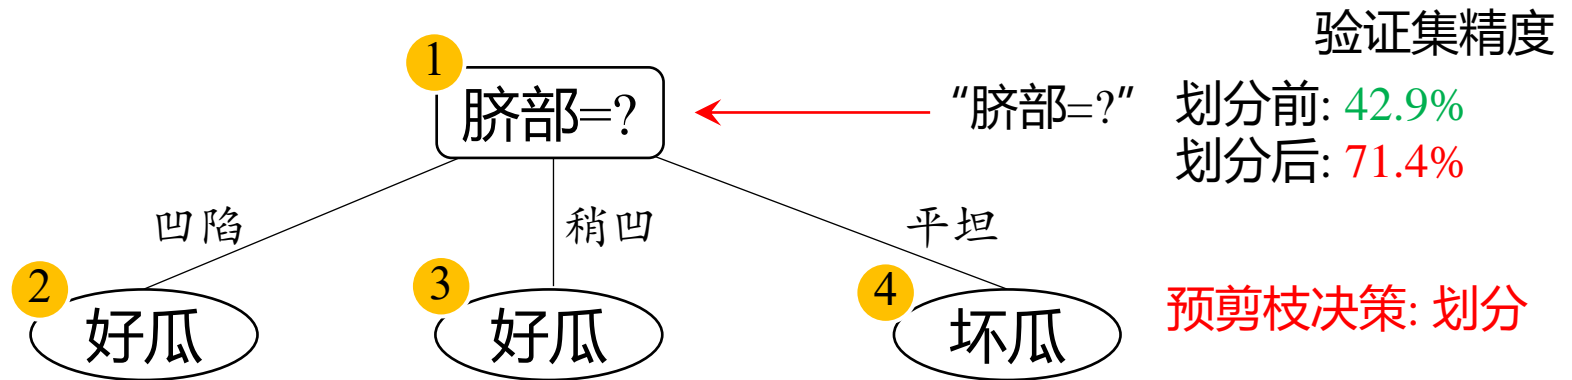 验证集精度
1
脐部=?
“脐部=?” 划分前: 42.9%
划分后: 71.4%
凹陷 稍凹 平坦
2 3 4
好瓜 好瓜 坏瓜
预剪枝决策: 划分